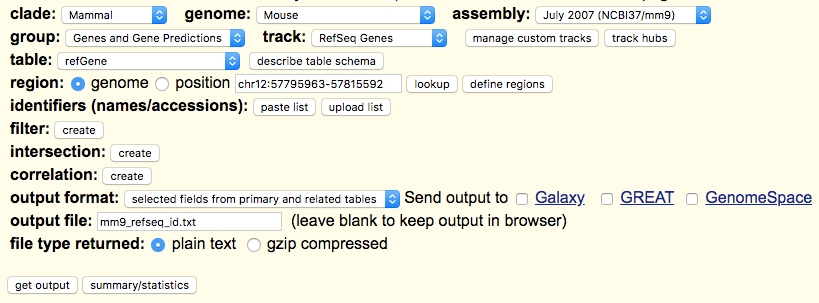 clade: Mammal genome: Mouse assembly: July 2007 (NCBI37/mm9)
group: Genes and Gene Predictions track: RefSeq Genes manage custom tracks track hubs
table: refGene describe table schema
region: genome position chr12:57795963-57815592 lookup define regions
identifiers (names/accessions): paste list upload list
filter: create
intersection: create
correlation: create
output format: selected fields from primary and related tables Send output to Galaxy GREAT GenomeSpace
output file: mm9_refseq_id.txt (leave blank to keep output in browser)
file type returned: plain text gzip compressed
get output summary/statistics